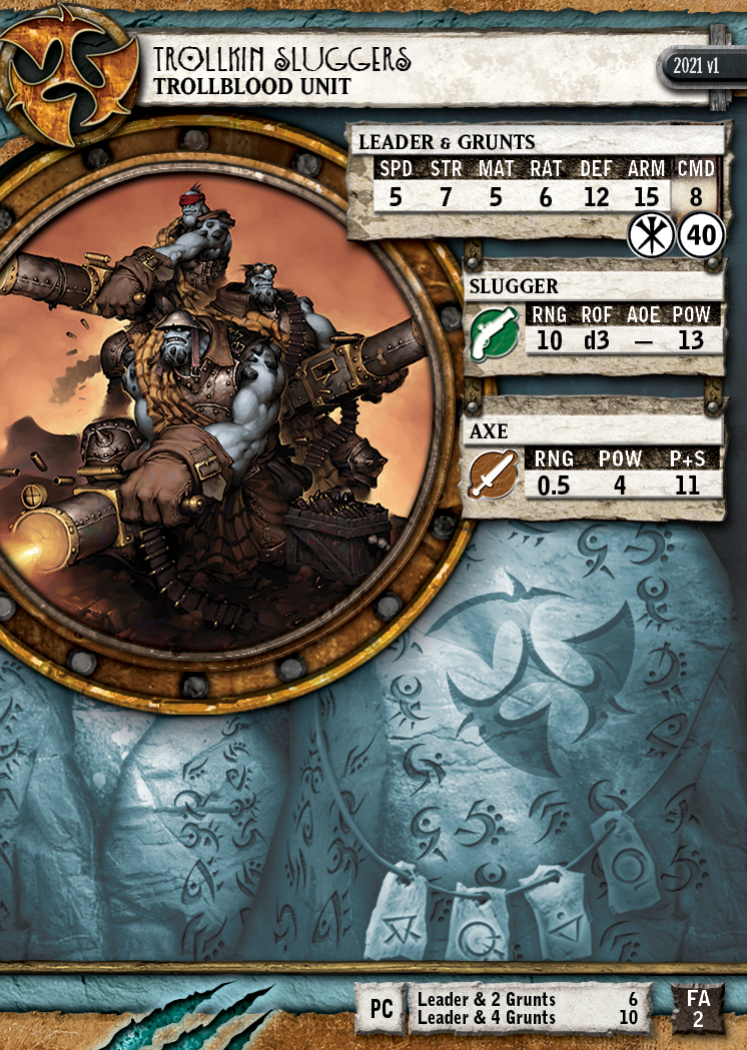 TROLLKIN SLUGGERS
TROLLBLOOD UNIT
2021 v1
LEADER & GRUNTS
SPD STR MAT RAT DEF ARM CMD
5 7 5 6 12 15 8
40
SLUGGER
RNG ROF AOE POW
10 d3 — 13
AXE
RNG POW P+S
0.5 4 11
PC
Leader & 2 Grunts 6
Leader & 4 Grunts 10
FA
2